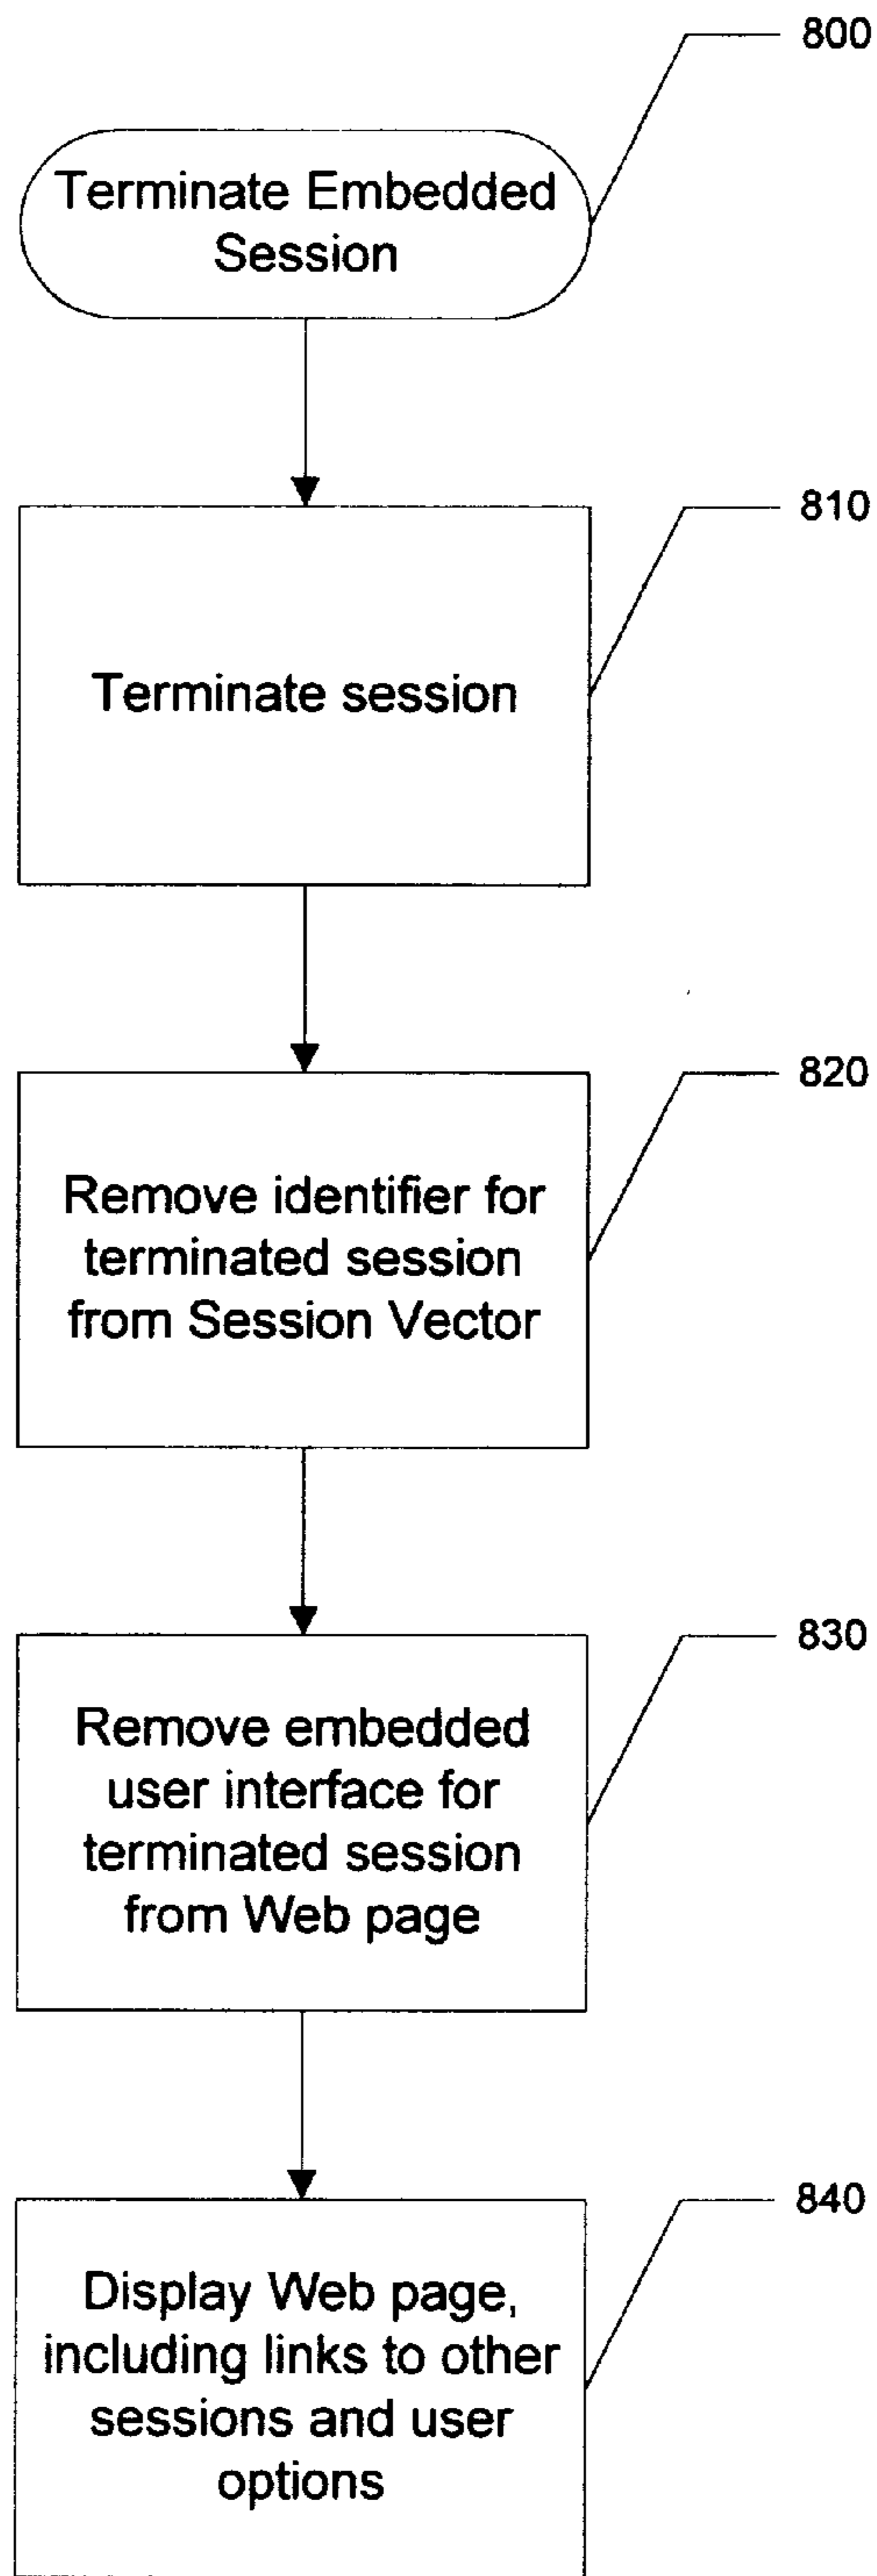 800
Terminate Embedded
Session
810
Terminate session
820
Remove identifier for
terminated session
from Session Vector
830
Remove embedded
user interface for
terminated session
from Web page
840
Display Web page,
including links to other
sessions and user
options